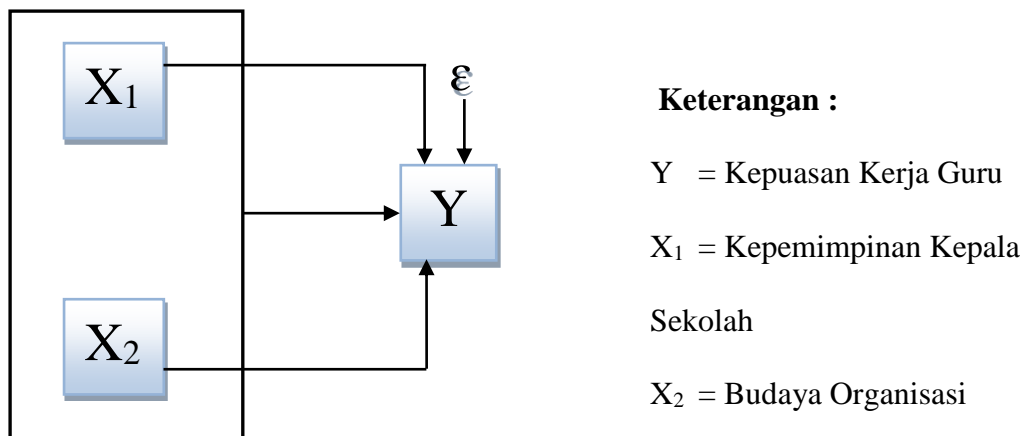 X₁
ε
Y
X₂
Keterangan :
Y = Kepuasan Kerja Guru
X₁ = Kepemimpinan Kepala
Sekolah
X₂ = Budaya Organisasi